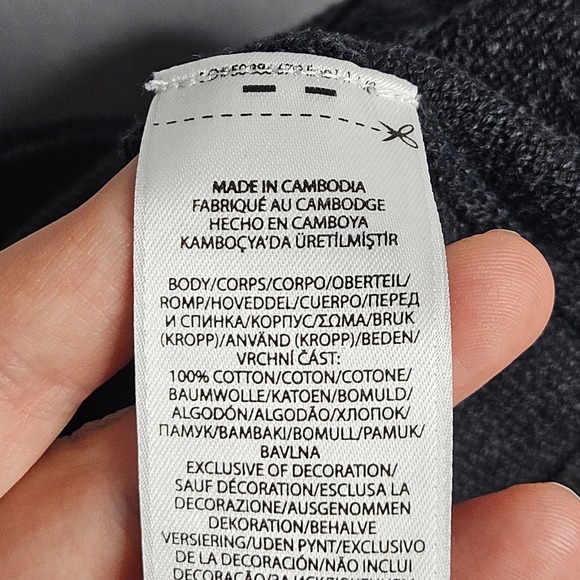 MADE IN CAMBODIA
FABRIQUÉ AU CAMBODGE
HECHO EN CAMBOYA
KAMBOÇYA'DA ÜRETİLMİŞTİR
BODY/CORPS/CORPO/OBERTEIL/
ROMP/HOVEDDEL/CUERPO/ПЕРЕД
И СПИНКА/КОРПУС/ΣΩΜΑ/BRUK
(KROPP)/ANVÄND (KROPP)/BEDEN/
VRCHNÍ ČÁST:
100% COTTON/COTON/COTONE/
BAUMWOLLE/KATOEN/BOMULD/
ALGODÓN/ALGODÃO/ХЛОПОК/
ПАМУК/BAMBAKI/BOMULL/PAMUK/
BAVLNA
EXCLUSIVE OF DECORATION/
SAUF DÉCORATION/ESCLUSA LA
DECORAZIONE/AUSGENOMMEN
DEKORATION/BEHALVE
VERSIERING/UDEN PYNT/EXCLUSIVO
DE LA DECORACIÓN/NÃO INCLUI
DECORAÇÃO/ЗА ИСКЛЮЧ